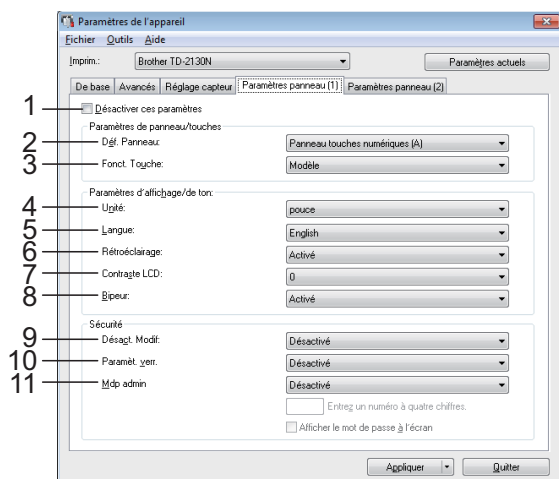 Paramètres de l'appareil
Fichier Outils Aide
Imprim.: Brother TD-2130N Paramètres actuels
De base Avancés Réglage capteur Paramètres panneau (1) Paramètres panneau (2)
1 Désactiver ces paramètres
Paramètres de panneau/touches
2 Déf. Panneau: Panneau touches numériques (A)
3 Fonct. Touche: Modèle
Paramètres d'affichage/de ton:
4 Unité: pouce
5 Langue: English
6 Rétroéclairage: Activé
7 Contraste LCD: 0
8 Bipeur: Activé
Sécurité
9 Désact. Modif: Désactivé
10 Paramèt. verr. Désactivé
11 Mdp admin Désactivé
Entrez un numéro à quatre chiffres.
Afficher le mot de passe à l'écran
Appliquer Quitter